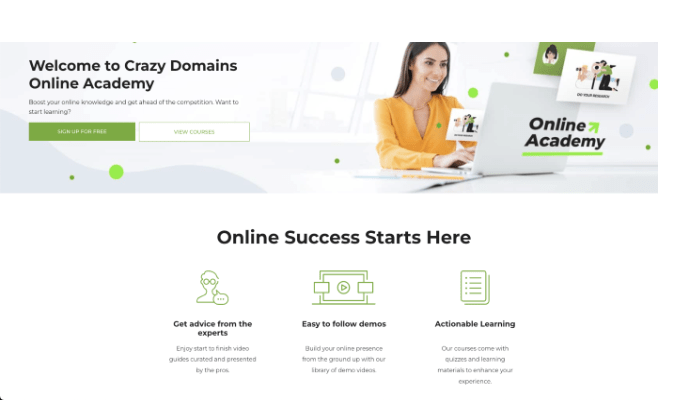 Welcome to Crazy Domains
Online Academy
Boost your online knowledge and get ahead of the competition. Want to
start learning?
SIGN UP FOR FREE
VIEW COURSES
Online
Academy
Online Success Starts Here
Get advice from the
experts
Enjoy start to finish video
guides curated and presented
by the pros.
Easy to follow demos
Build your online presence
from the ground up with our
library of demo videos
Actionable Learning
Our courses come with
quizzes and learning
materials to enhance your
experience.